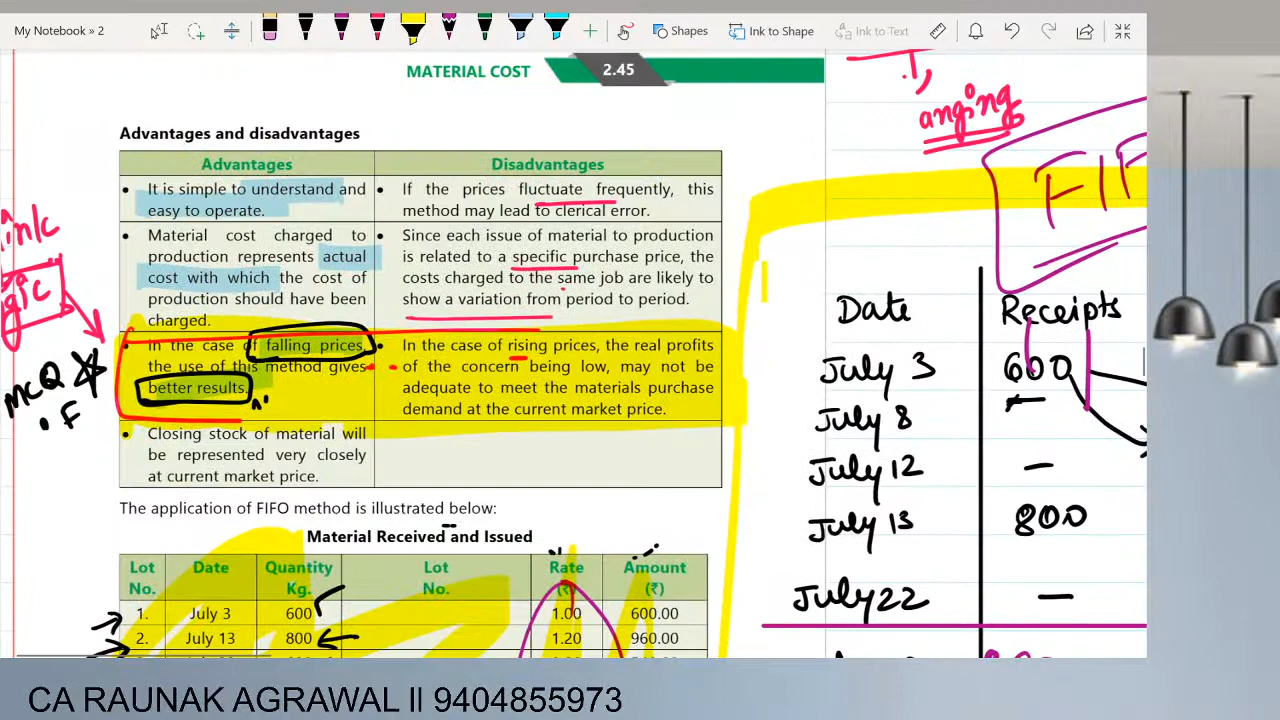 My Notebook » 2
Shapes
Ink to Shape
Ink to Text
MATERIAL COST 2.45
Advantages and disadvantages
Advantages Disadvantages
• It is simple to understand and easy to operate.
• If the prices fluctuate frequently, this method may lead to clerical error.
• Material cost charged to production represents actual cost with which the cost of production should have been charged.
• Since each issue of material to production is related to a specific purchase price, the costs charged to the same job are likely to show a variation from period to period.
• In the case of falling prices, the use of this method gives better results.
• In the case of rising prices, the real profits of the concern being low, may not be adequate to meet the materials purchase demand at the current market price.
• Closing stock of material will be represented very closely at current market price.
The application of FIFO method is illustrated below:
Material Received and Issued
Lot No. Date Quantity Kg. Lot No. Rate (₹) Amount (₹)
1. July 3 600 1.00 600.00
2. July 13 800 1.20 960.00
MCQ
anging
FIF
Date Receipts
July 3 600
July 8 —
July 12 —
July 13 800
July 22 —
CA RAUNAK AGRAWAL II 9404855973